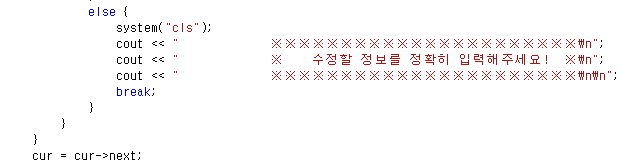 else {
system("cls");
cout << "               ※※※※※※※※※※※※※※※※※※※※※₩n";
cout << "               ※    수정할 정보를 정확히 입력해주세요!  ※₩n";
cout << "               ※※※※※※※※※※※※※※※※※※※※※₩n₩n";
break;
}
}
}
cur = cur->next;